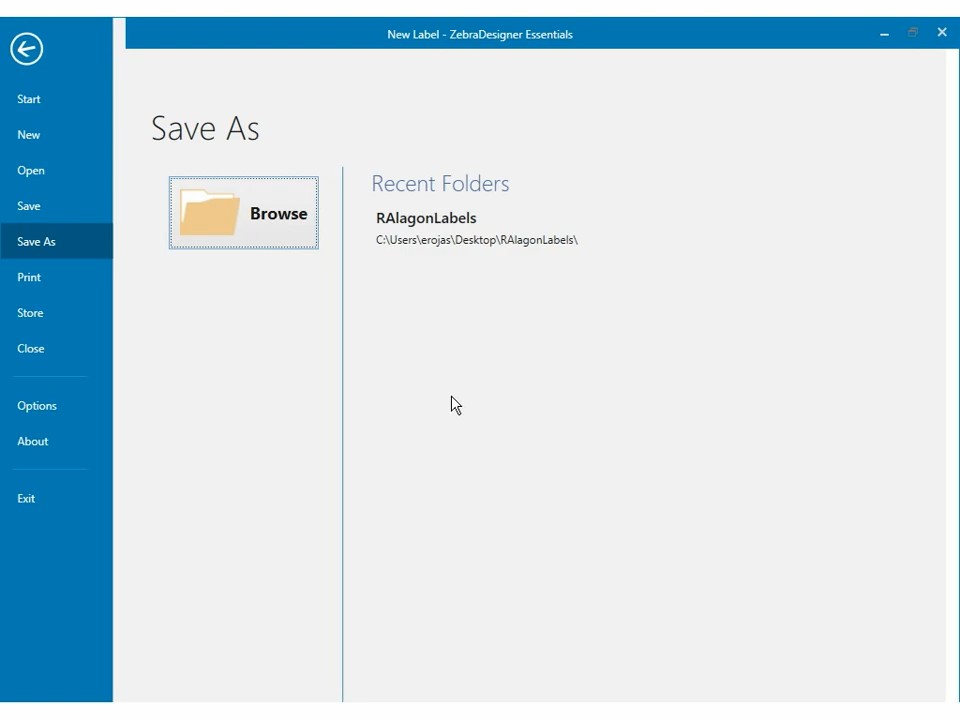 New Label - ZebraDesigner Essentials
Start
New
Open
Save
Save As
Print
Store
Close
Options
About
Exit
Save As
Browse
Recent Folders
RAlagonLabels
C:\Users\erojas\Desktop\RAlagonLabels\